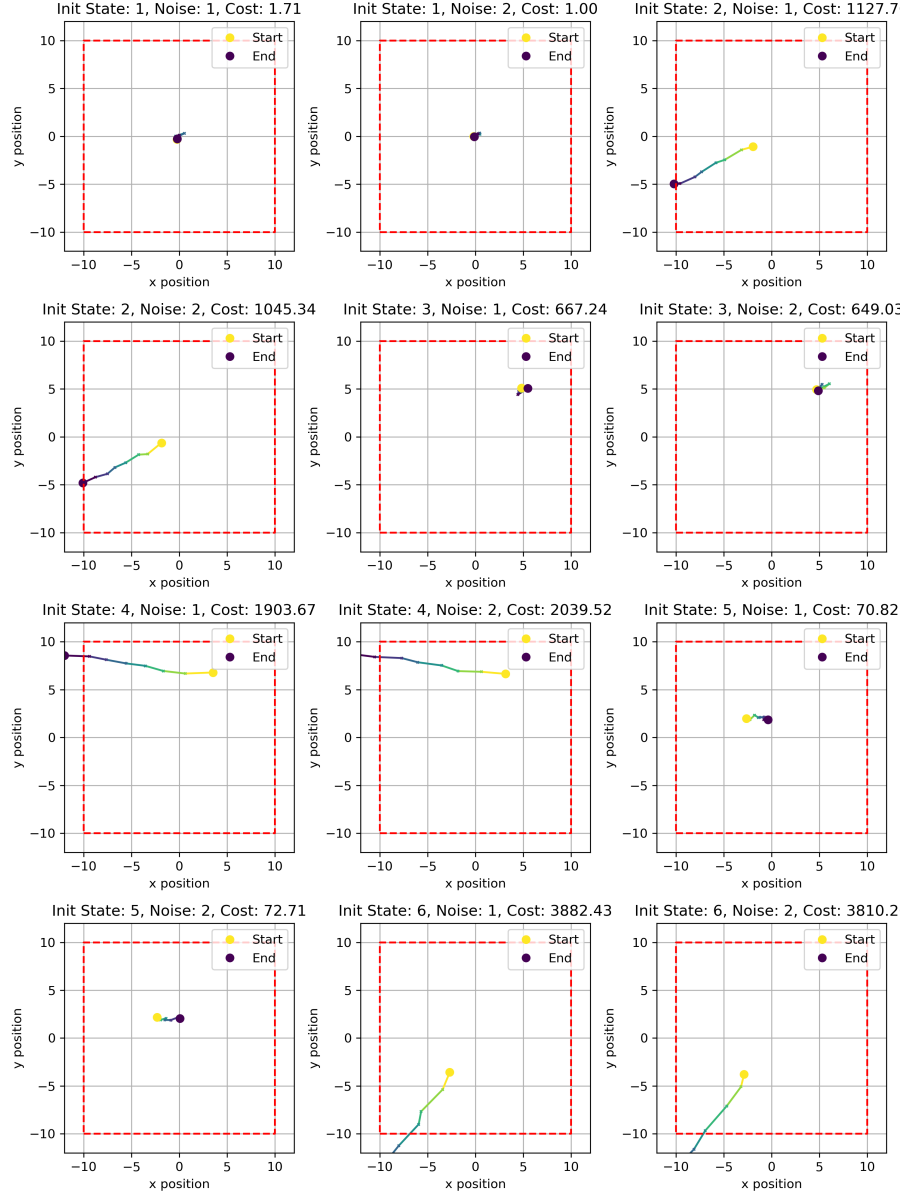 Init State: 1, Noise: 1, Cost: 1.71
10
5
0
−5
−10
y position
−10 −5 0 5 10
x position
Start
End
Init State: 1, Noise: 2, Cost: 1.00
10
5
0
−5
−10
y position
−10 −5 0 5 10
x position
Start
End
Init State: 2, Noise: 1, Cost: 1127.7
10
5
0
−5
−10
y position
−10 −5 0 5 10
x position
Start
End
Init State: 2, Noise: 2, Cost: 1045.34
10
5
0
−5
−10
y position
−10 −5 0 5 10
x position
Start
End
Init State: 3, Noise: 1, Cost: 667.24
10
5
0
−5
−10
y position
−10 −5 0 5 10
x position
Start
End
Init State: 3, Noise: 2, Cost: 649.03
10
5
0
−5
−10
y position
−10 −5 0 5 10
x position
Start
End
Init State: 4, Noise: 1, Cost: 1903.67
10
5
0
−5
−10
y position
−10 −5 0 5 10
x position
Start
End
Init State: 4, Noise: 2, Cost: 2039.52
10
5
0
−5
−10
y position
−10 −5 0 5 10
x position
Start
End
Init State: 5, Noise: 1, Cost: 70.82
10
5
0
−5
−10
y position
−10 −5 0 5 10
x position
Start
End
Init State: 5, Noise: 2, Cost: 72.71
10
5
0
−5
−10
y position
−10 −5 0 5 10
x position
Start
End
Init State: 6, Noise: 1, Cost: 3882.43
10
5
0
−5
−10
y position
−10 −5 0 5 10
x position
Start
End
Init State: 6, Noise: 2, Cost: 3810.2
10
5
0
−5
−10
y position
−10 −5 0 5 10
x position
Start
End